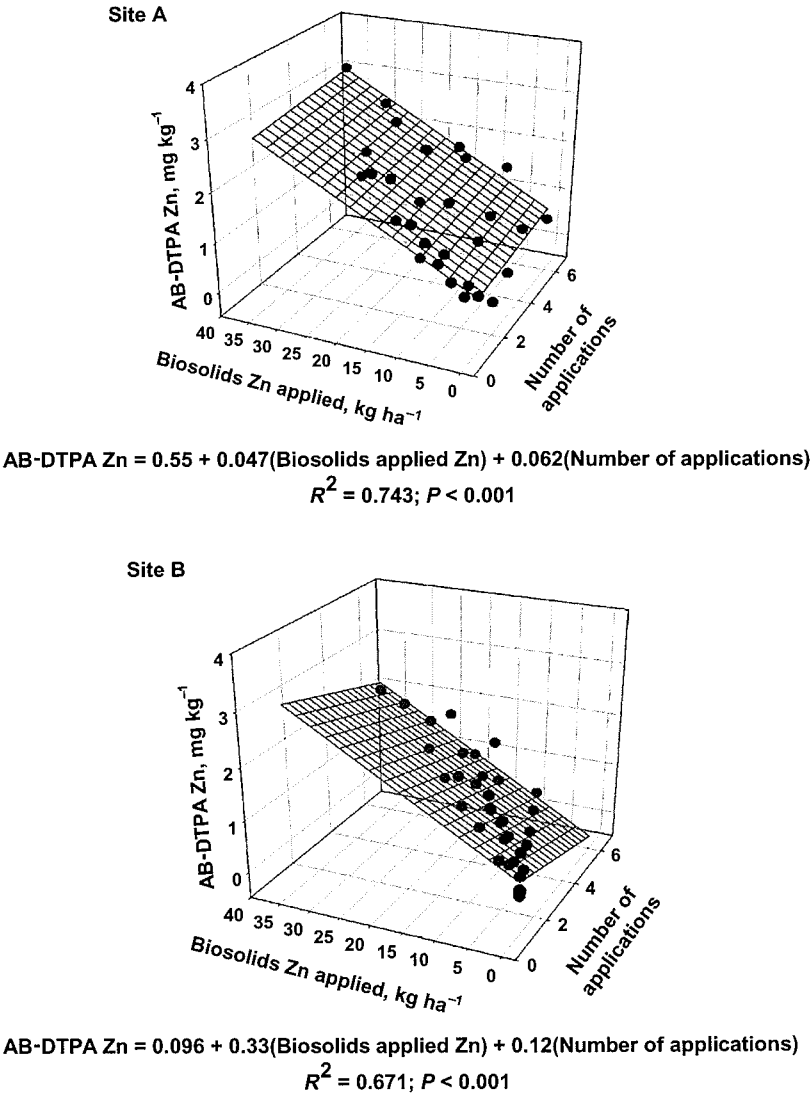 Site A
4
3
2
1
0
AB-DTPA Zn, mg kg⁻¹
40 35 30 25 20 15 10 5 0
Biosolids Zn applied, kg ha⁻¹
0 2 4 6
Number of
applications
AB-DTPA Zn = 0.55 + 0.047(Biosolids applied Zn) + 0.062(Number of applications)
R² = 0.743; P < 0.001
Site B
4
3
2
1
0
AB-DTPA Zn, mg kg⁻¹
40 35 30 25 20 15 10 5 0
Biosolids Zn applied, kg ha⁻¹
0 2 4 6
Number of
applications
AB-DTPA Zn = 0.096 + 0.33(Biosolids applied Zn) + 0.12(Number of applications)
R² = 0.671; P < 0.001